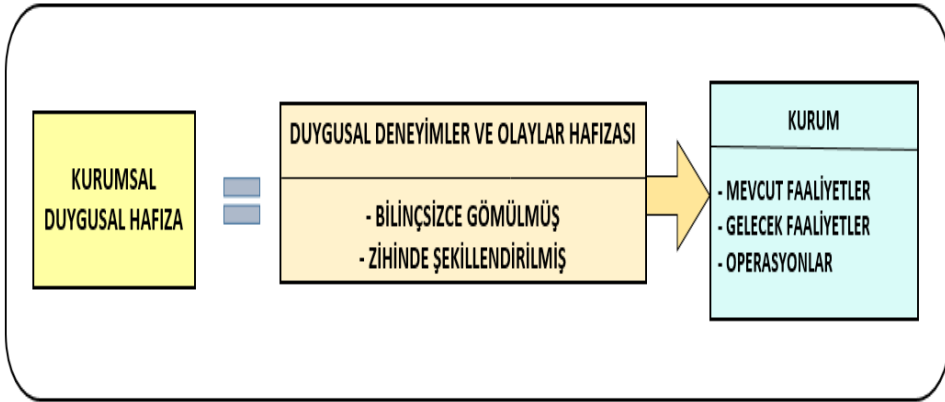 KURUMSAL
DUYGUSAL HAFIZA
DUYGUSAL DENEYİMLER VE OLAYLAR HAFIZASI
- BİLİNÇSİZCE GÖMÜLMÜŞ
- ZİHİNDE ŞEKİLLENDİRİLMİŞ
KURUM
- MEVCUT FAALİYETLER
- GELECEK FAALİYETLER
- OPERASYONLAR